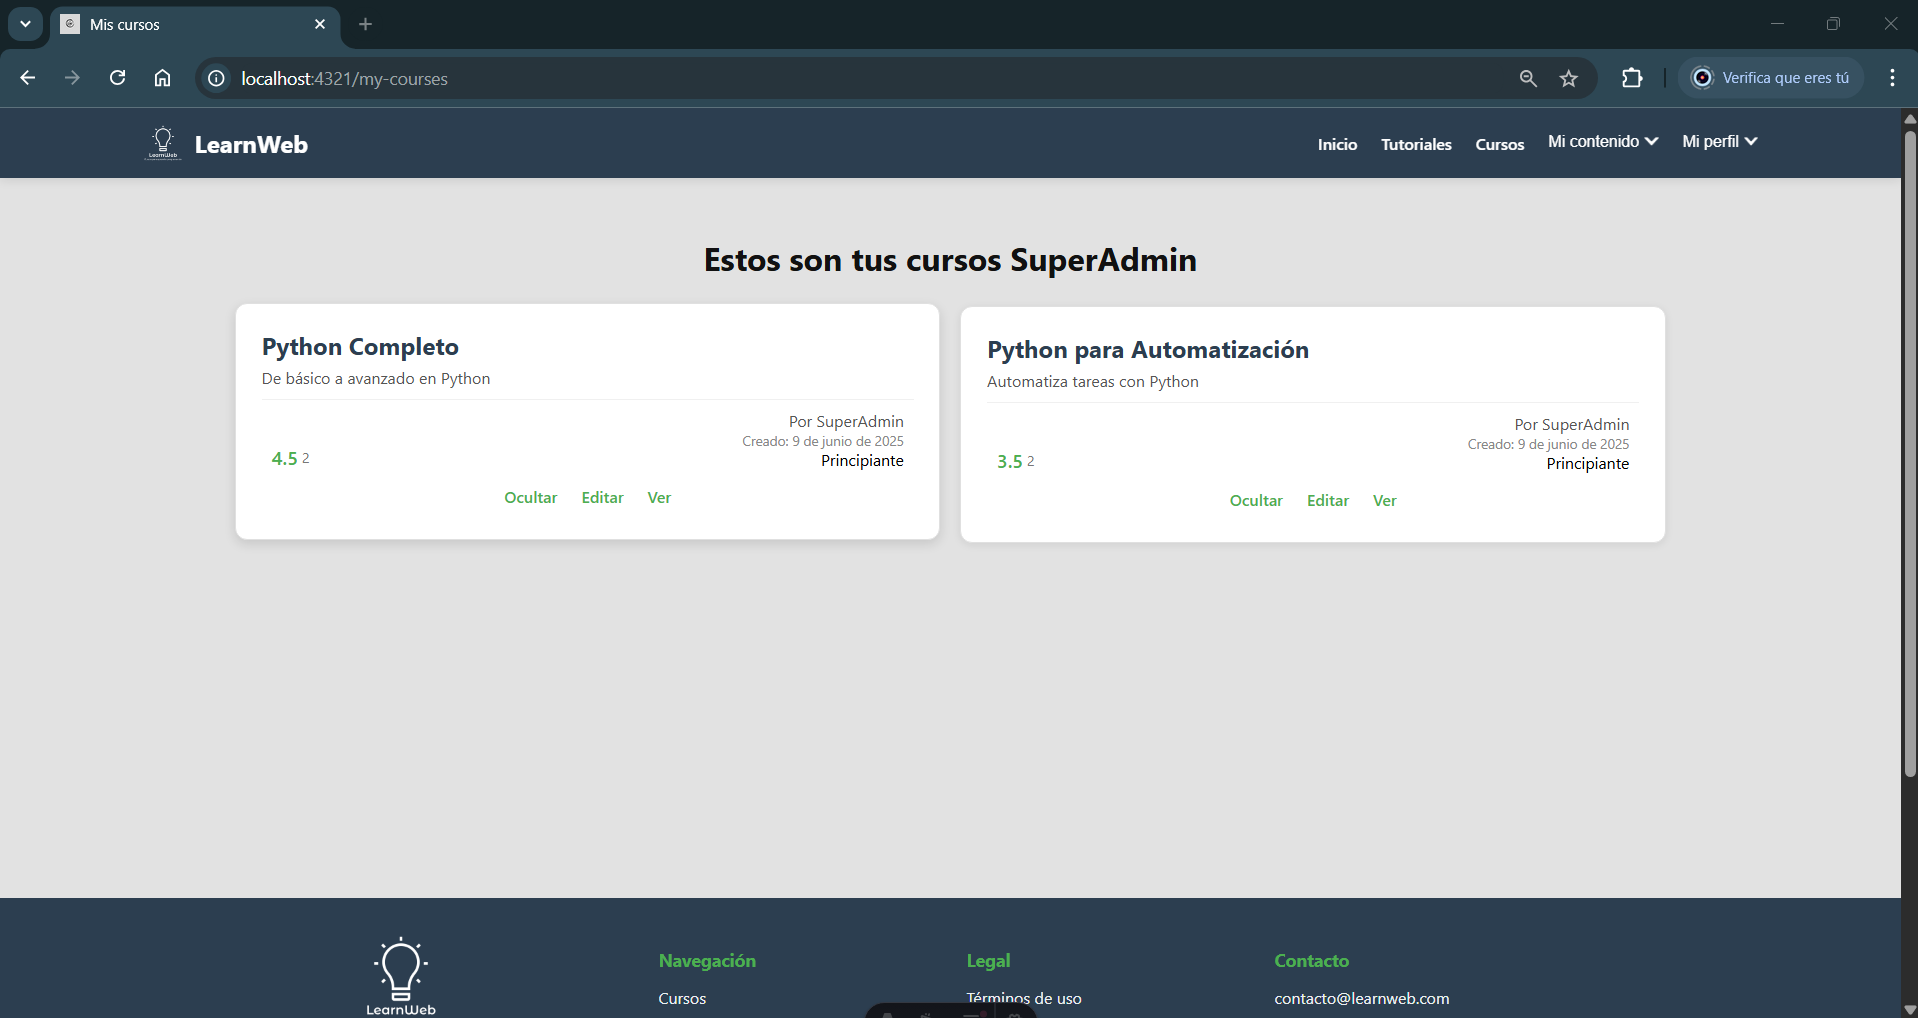 Mis cursos
localhost:4321/my-courses
Verifica que eres tú
LearnWeb
LearnWeb
Inicio
Tutoriales
Cursos
Mi contenido
Mi perfil
Estos son tus cursos SuperAdmin
Python Completo
De básico a avanzado en Python
Por SuperAdmin
Creado: 9 de junio de 2025
4.5 2
Principiante
Ocultar
Editar
Ver
Python para Automatización
Automatiza tareas con Python
Por SuperAdmin
Creado: 9 de junio de 2025
3.5 2
Principiante
Ocultar
Editar
Ver
LearnWeb
Navegación
Cursos
Legal
Términos de uso
Contacto
contacto@learnweb.com